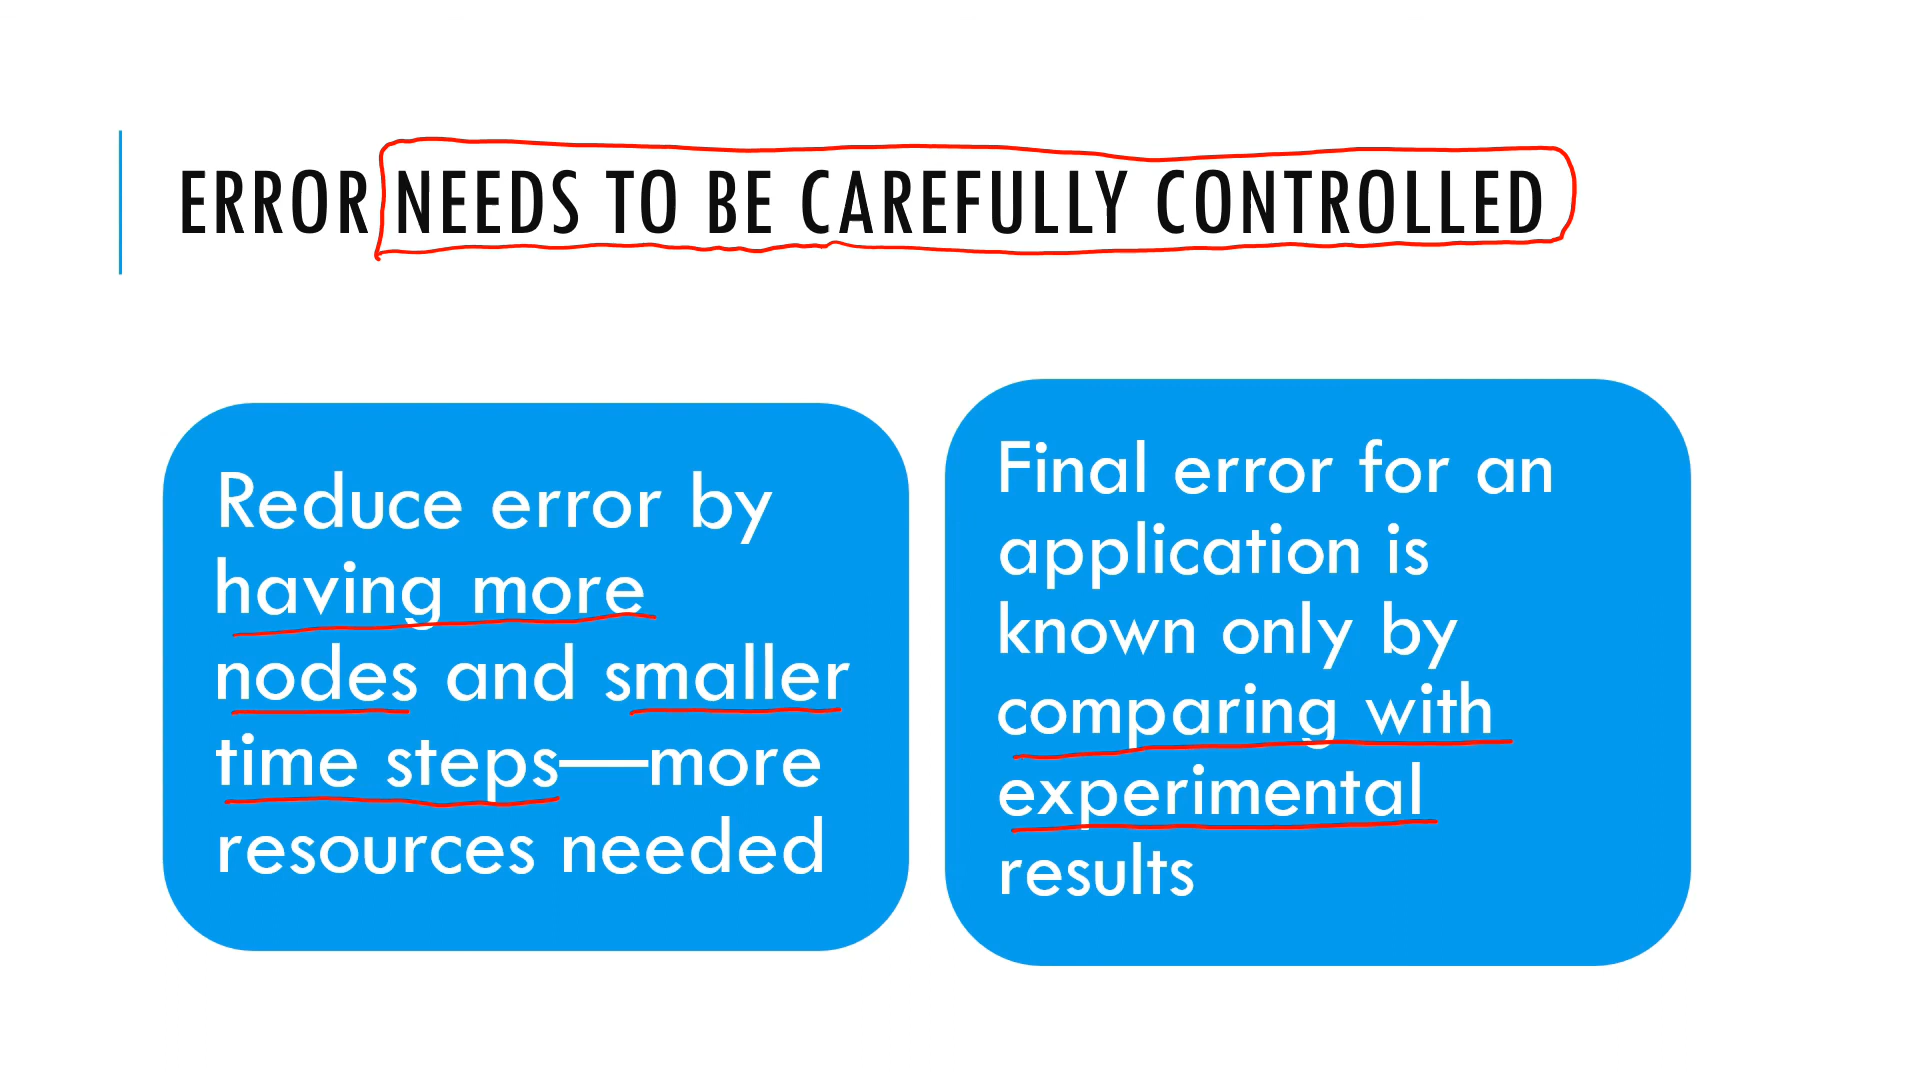 ERROR NEEDS TO BE CAREFULLY CONTROLLED
Reduce error by
having more
nodes and smaller
time steps—more
resources needed
Final error for an
application is
known only by
comparing with
experimental
results